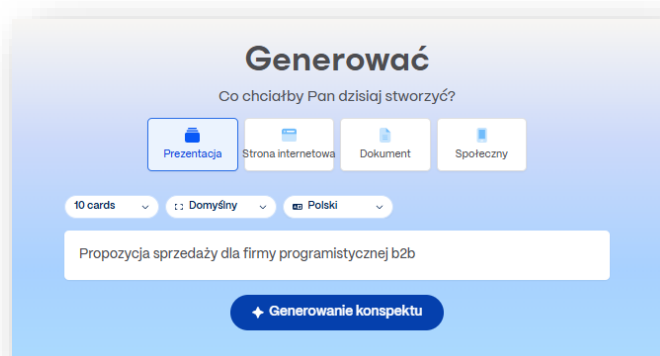 Generować
Co chciałby Pan dzisiaj stworzyć?
Prezentacja
Strona internetowa
Dokument
Społeczny
10 cards
Domyślny
Polski
Propozycja sprzedaży dla firmy programistycznej b2b
Generowanie konspektu